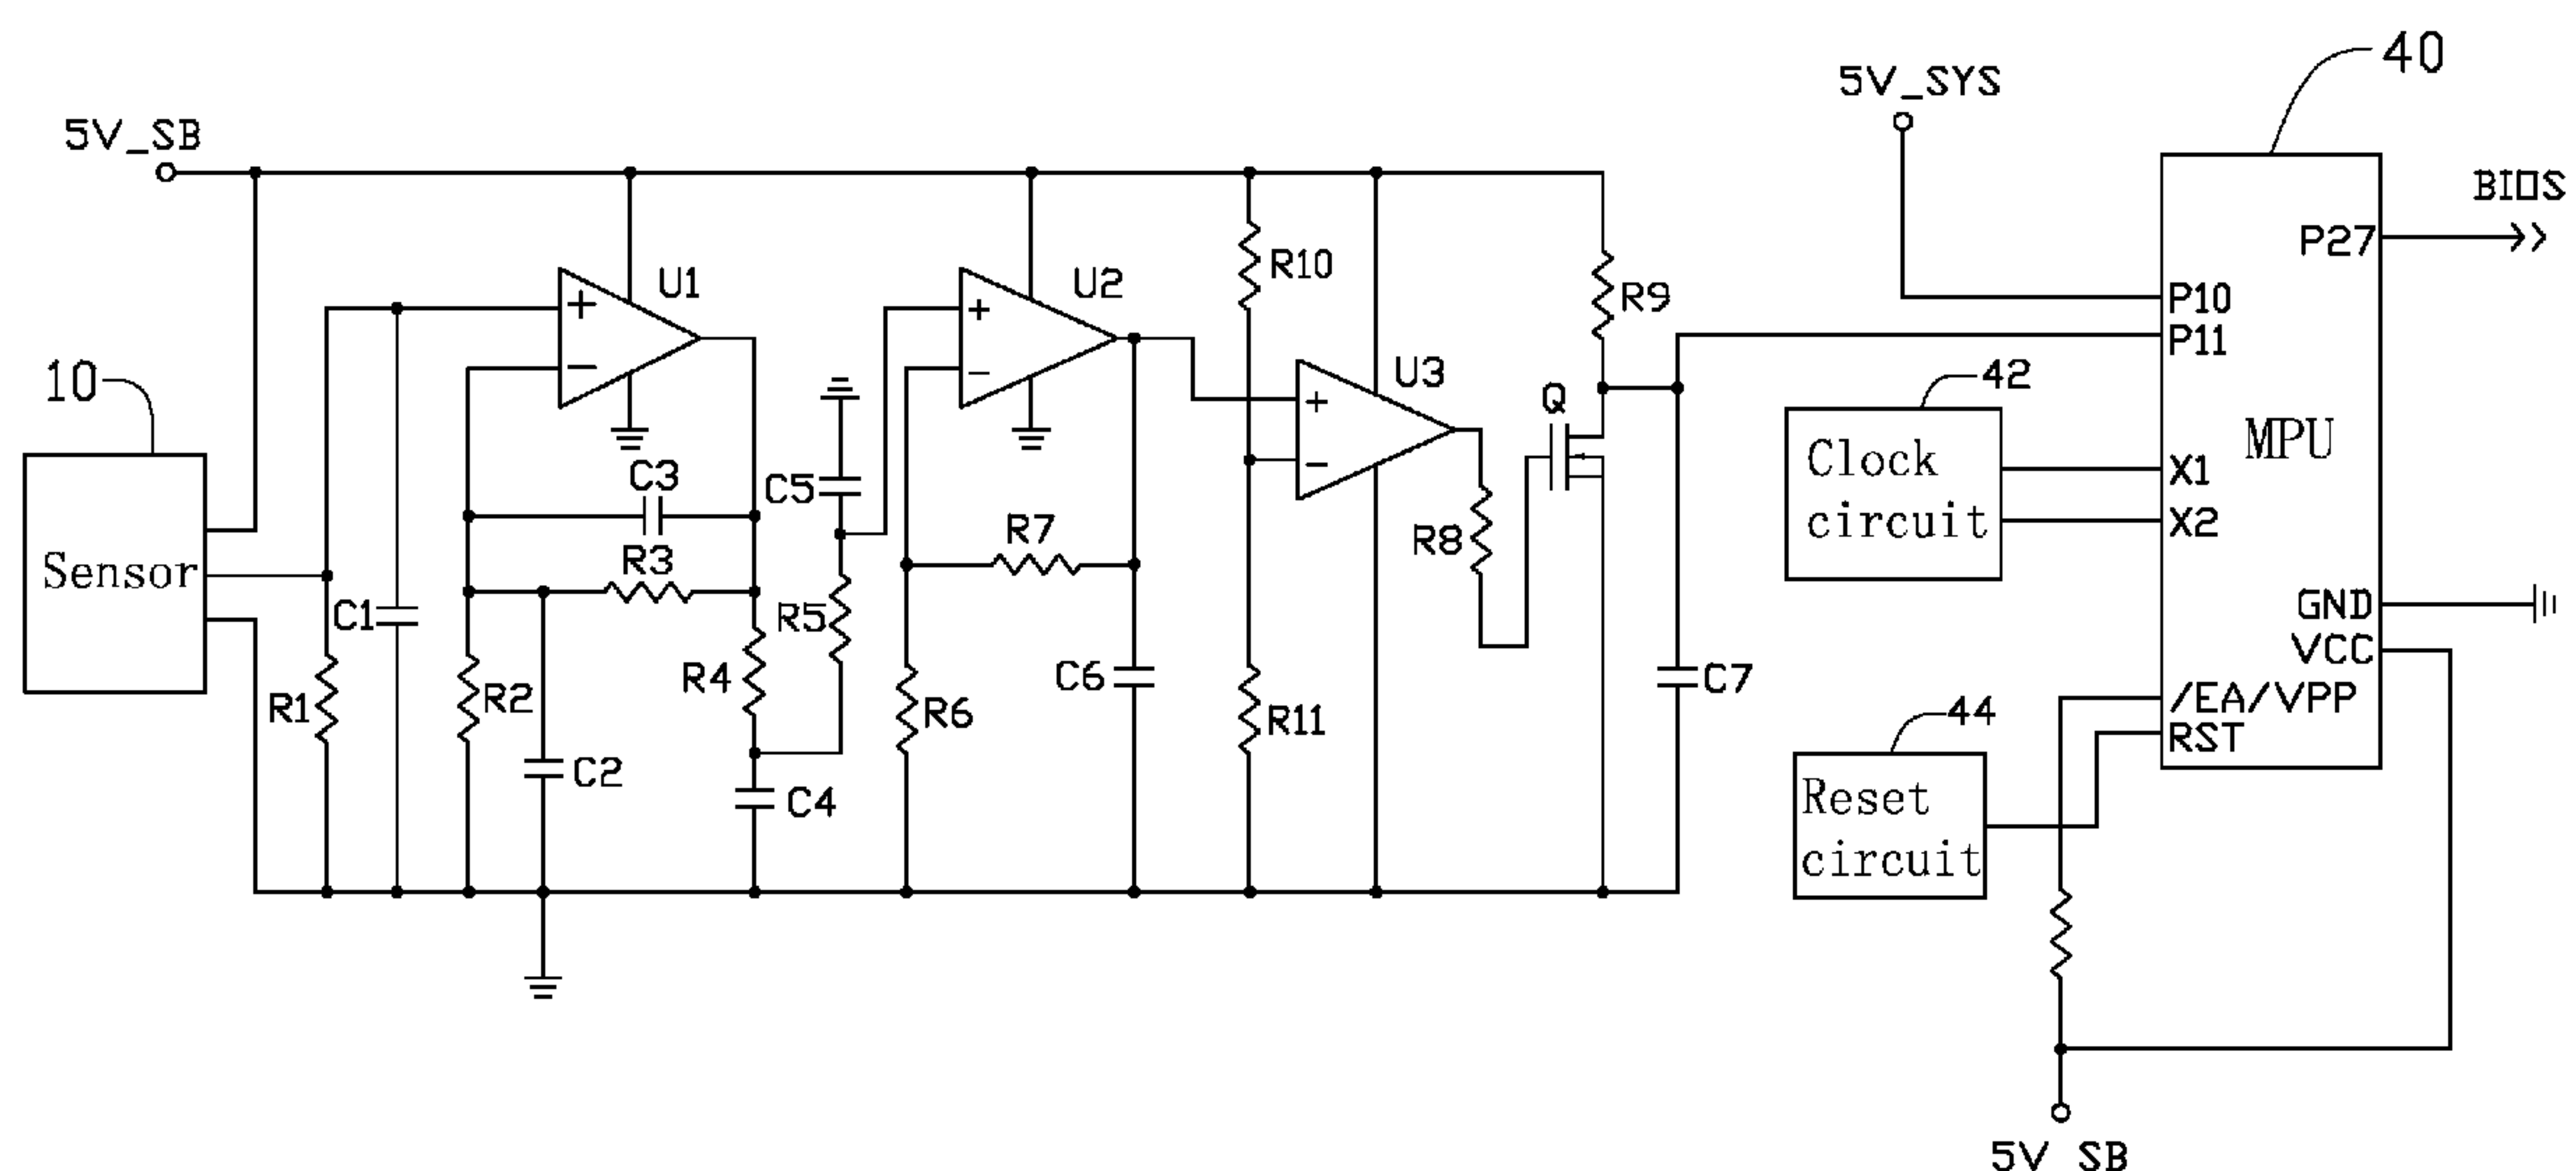 40
5V_SYS
5V_SB
BIOS
P27
U1
U2
R10
R9
P10
P11
+
+
-
-
10
U3
42
Q
+
-
MPU
Clock
circuit
X1
X2
C3
C5
R7
R8
Sensor
R3
C1
R5
GND
VCC
R4
C6
C7
R1
R2
R6
R11
/EA/VPP
RST
44
C2
C4
Reset
circuit
5V_SB